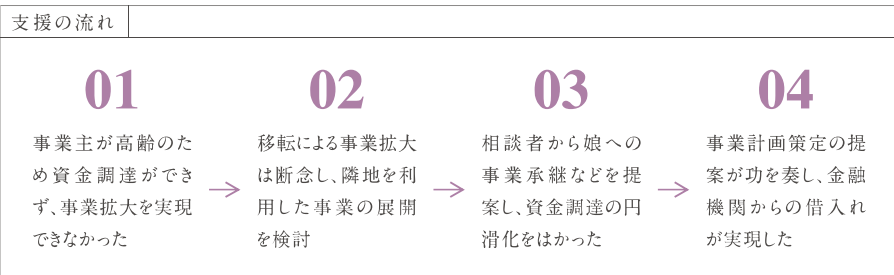 支援の流れ
01
事業主が高齢のた
め資金調達ができ
ず、事業拡大を実現
できなかった
02
移転による事業拡大
は断念し、隣地を利
用した事業の展開
を検討
03
相談者から娘への
事業承継などを提
案し、資金調達の円
滑化をはかった
04
事業計画策定の提
案が功を奏し、金融
機関からの借入れ
が実現した